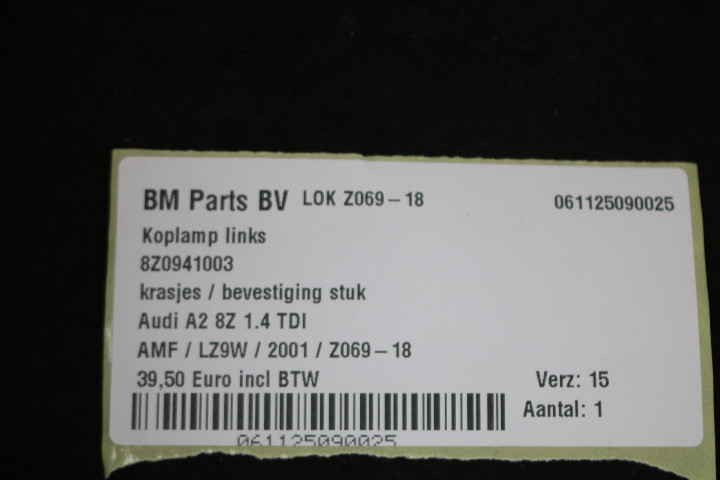 BM Parts BV LOK Z069-18 061125090025
Koplamp links
8Z0941003
krasjes / bevestiging stuk
Audi A2 8Z 1.4 TDI
AMF / LZ9W / 2001 / Z069-18
39,50 Euro incl BTW Verz: 15
Aantal: 1
061125090025